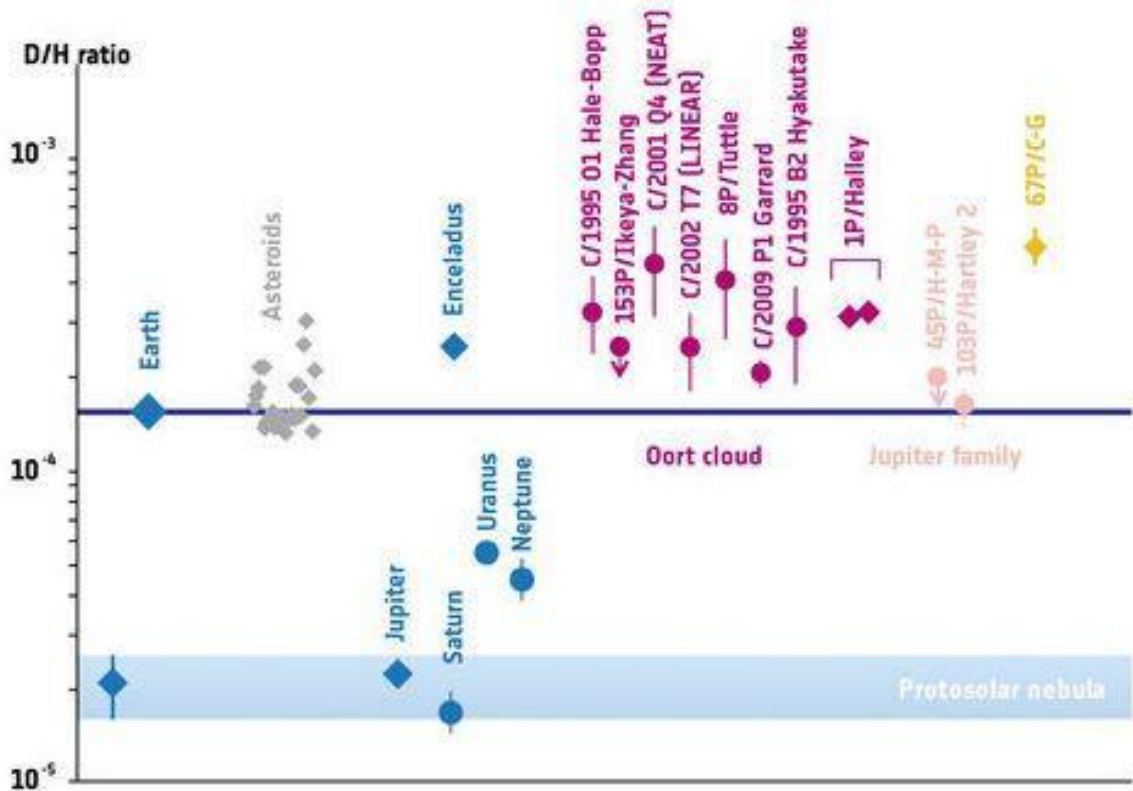 D/H ratio
10-3
10-4
10-5
Earth
Asteroids
Jupiter
Saturn
Enceladus
Uranus
Neptune
C/1995 O1 Hale-Bopp
153P/Ikeya-Zhang
C/2001 Q4 (NEAT)
C/2002 T7 (LINEAR)
8P/Tuttle
C/2009 P1 Garrard
C/1995 B2 Hyakutake
1P/Halley
45P/H-M-P
103P/Hartley 2
67P/C-G
Oort cloud
Jupiter family
Protosolar nebula